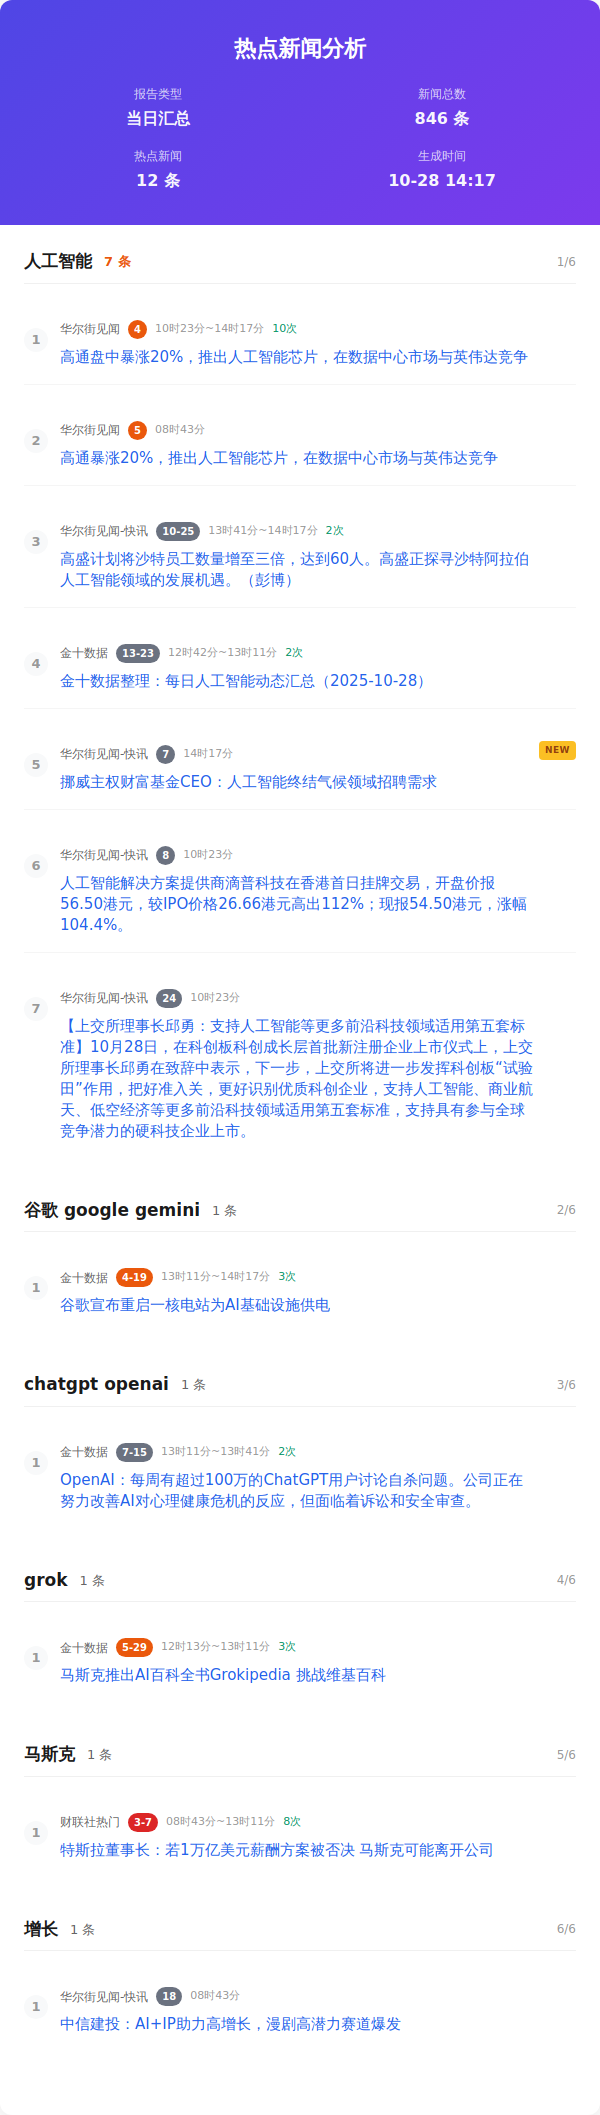 热点新闻分析
报告类型
新闻总数
当日汇总
846 条
热点新闻
生成时间
12 条
10-28 14:17
人工智能 7 条 1/6
1 华尔街见闻 4 10时23分~14时17分 10次
高通盘中暴涨20%，推出人工智能芯片，在数据中心市场与英伟达竞争
2 华尔街见闻 5 08时43分
高通暴涨20%，推出人工智能芯片，在数据中心市场与英伟达竞争
3 华尔街见闻-快讯 10-25 13时41分~14时17分 2次
高盛计划将沙特员工数量增至三倍，达到60人。高盛正探寻沙特阿拉伯
人工智能领域的发展机遇。（彭博）
4 金十数据 13-23 12时42分~13时11分 2次
金十数据整理：每日人工智能动态汇总（2025-10-28）
5 华尔街见闻-快讯 7 14时17分 NEW
挪威主权财富基金CEO：人工智能终结气候领域招聘需求
6 华尔街见闻-快讯 8 10时23分
人工智能解决方案提供商滴普科技在香港首日挂牌交易，开盘价报
56.50港元，较IPO价格26.66港元高出112%；现报54.50港元，涨幅
104.4%。
7 华尔街见闻-快讯 24 10时23分
【上交所理事长邱勇：支持人工智能等更多前沿科技领域适用第五套标
准】10月28日，在科创板科创成长层首批新注册企业上市仪式上，上交
所理事长邱勇在致辞中表示，下一步，上交所将进一步发挥科创板“试验
田”作用，把好准入关，更好识别优质科创企业，支持人工智能、商业航
天、低空经济等更多前沿科技领域适用第五套标准，支持具有参与全球
竞争潜力的硬科技企业上市。
谷歌 google gemini 1 条 2/6
1 金十数据 4-19 13时11分~14时17分 3次
谷歌宣布重启一核电站为AI基础设施供电
chatgpt openai 1 条 3/6
1 金十数据 7-15 13时11分~13时41分 2次
OpenAI：每周有超过100万的ChatGPT用户讨论自杀问题。公司正在
努力改善AI对心理健康危机的反应，但面临着诉讼和安全审查。
grok 1 条 4/6
1 金十数据 5-29 12时13分~13时11分 3次
马斯克推出AI百科全书Grokipedia 挑战维基百科
马斯克 1 条 5/6
1 财联社热门 3-7 08时43分~13时11分 8次
特斯拉董事长：若1万亿美元薪酬方案被否决 马斯克可能离开公司
增长 1 条 6/6
1 华尔街见闻-快讯 18 08时43分
中信建投：AI+IP助力高增长，漫剧高潜力赛道爆发